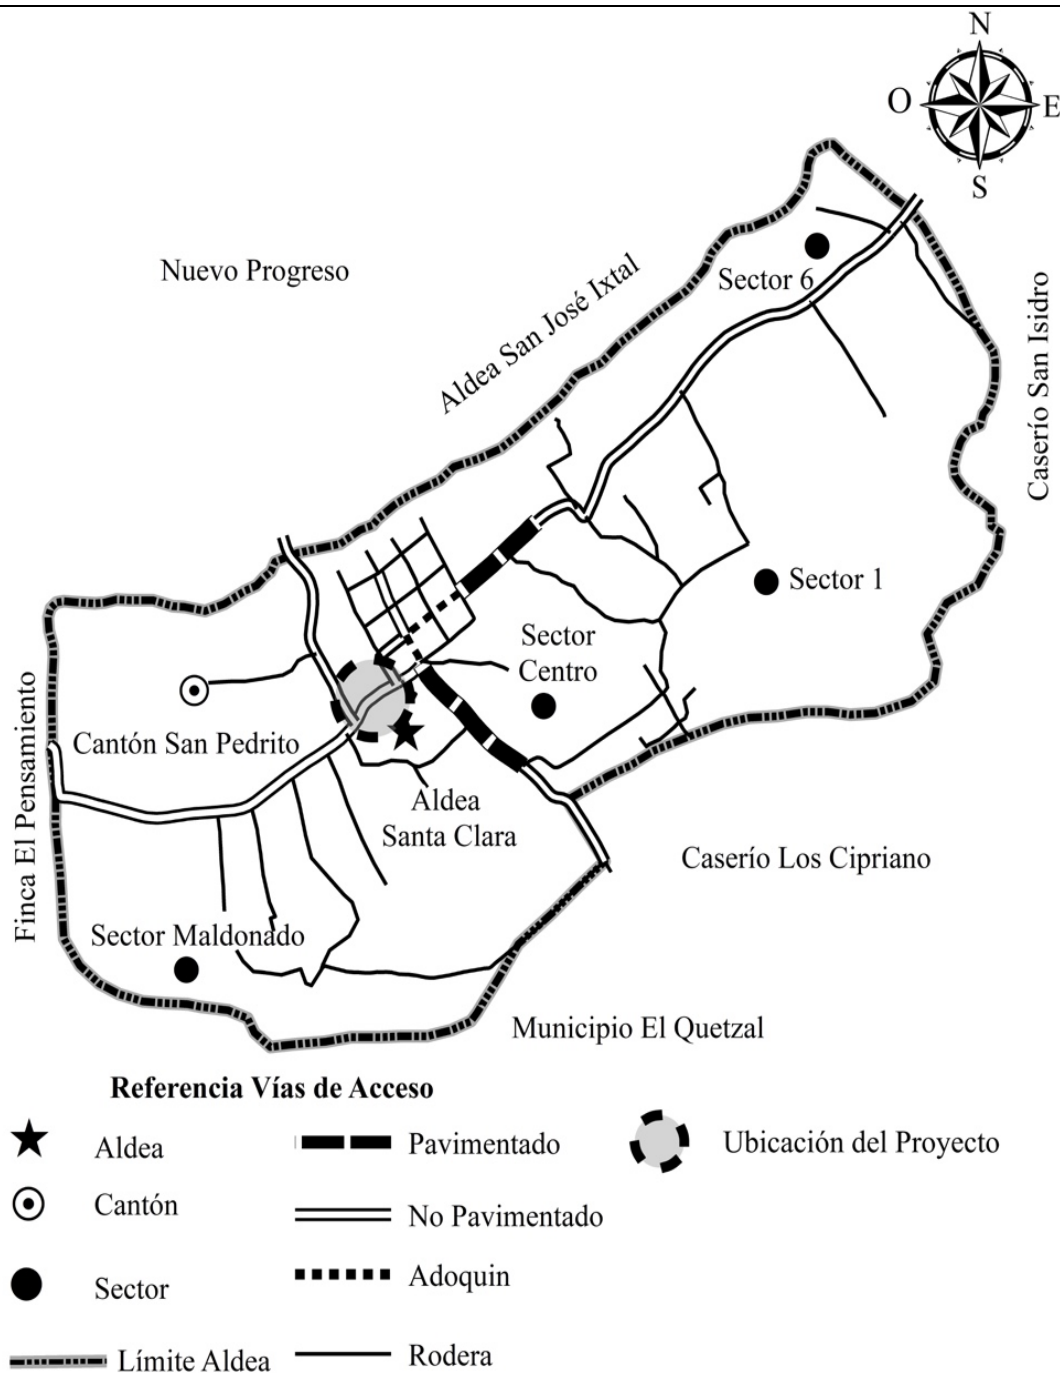 N
O
E
S
Nuevo Progreso
Aldea San José Ixtal
Sector 6
Caserío San Isidro
Sector 1
Sector
Centro
Cantón San Pedrito
Aldea
Santa Clara
Finca El Pensamiento
Caserío Los Cipriano
Sector Maldonado
Municipio El Quetzal
Referencia Vías de Acceso
Aldea
Pavimentado
Ubicación del Proyecto
Cantón
No Pavimentado
Sector
Adoquin
Límite Aldea
Rodera